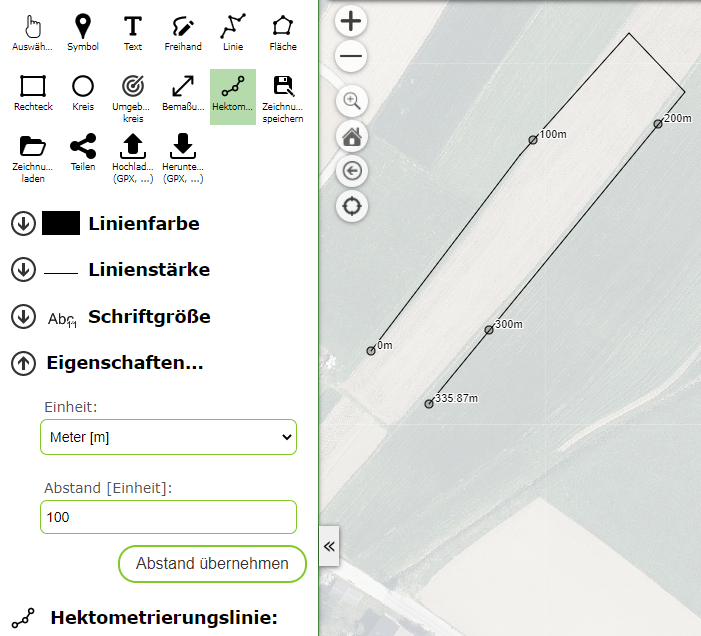 Auswäh... Symbol Text Freihand Linie Fläche
Rechteck Kreis Umgeb... Bemaßu... Hektom... Zeichnu...
kreis speichern
Zeichnu... Teilen Hochlad... Herunte...
laden (GPX, ...) (GPX, ...)
Linienfarbe
Linienstärke
Abc Schriftgröße
Eigenschaften...
Einheit:
Meter [m]
Abstand [Einheit]:
100
Abstand übernehmen
Hektometrierungslinie:
100m
200m
0m
300m
335.87m
«